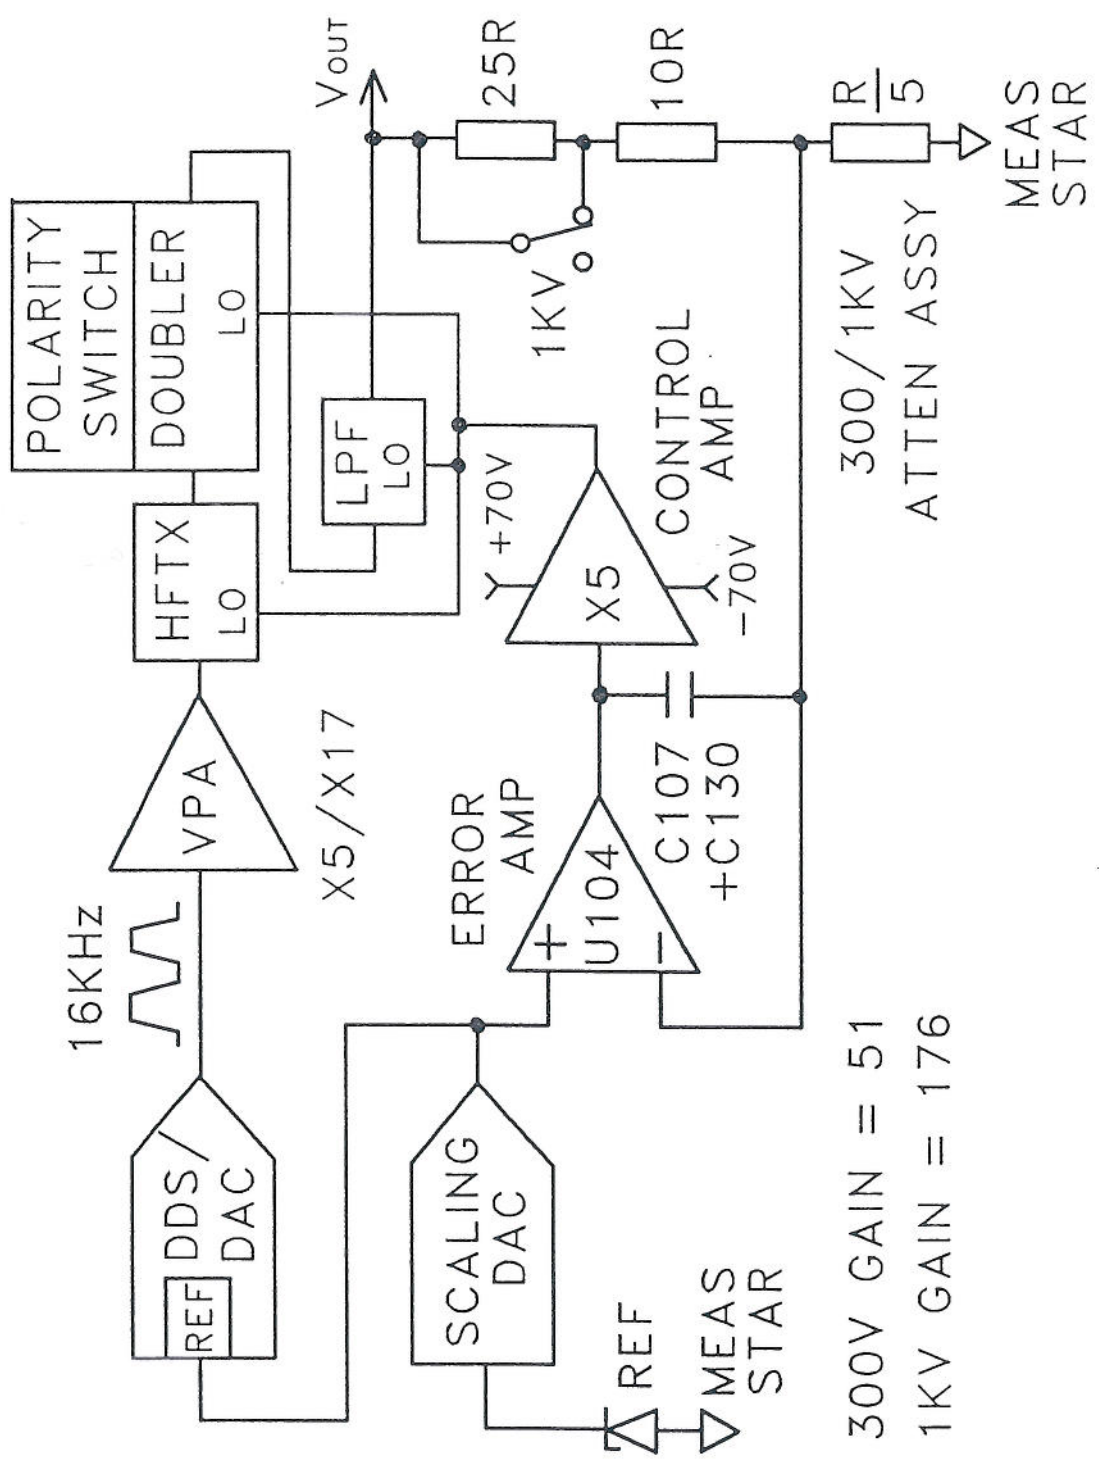 16KHz
POLARITY
SWITCH
DOUBLER
LO
HFTX
LO
VPA
X5/X17
REF
DDS/
DAC
LPF
LO
VOUT
25R
10R
R
5
MEAS
STAR
1KV
300/1KV
ATTEN ASSY
+70V
X5
-70V
CONTROL
AMP
ERROR
AMP
+
U104
-
C107
+C130
SCALING
DAC
REF
MEAS
STAR
300V GAIN = 51
1KV GAIN = 176